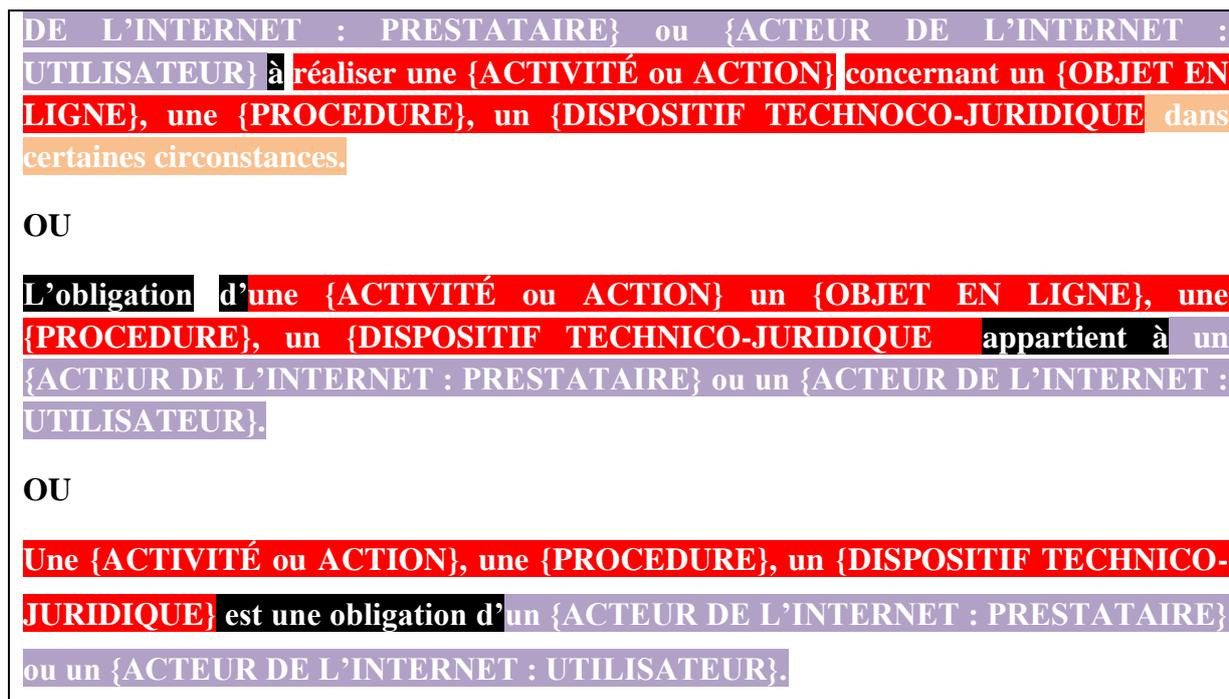 DE L’INTERNET : PRESTATAIRE} ou {ACTEUR DE L’INTERNET :
UTILISATEUR} à réaliser une {ACTIVITÉ ou ACTION} concernant un {OBJET EN
LIGNE}, une {PROCEDURE}, un {DISPOSITIF TECHNOCO-JURIDIQUE dans
certaines circonstances.
OU
L’obligation d’une {ACTIVITÉ ou ACTION} un {OBJET EN LIGNE}, une
{PROCEDURE}, un {DISPOSITIF TECHNICO-JURIDIQUE appartient à un
{ACTEUR DE L’INTERNET : PRESTATAIRE} ou un {ACTEUR DE L’INTERNET :
UTILISATEUR}.
OU
Une {ACTIVITÉ ou ACTION}, une {PROCEDURE}, un {DISPOSITIF TECHNICO-
JURIDIQUE} est une obligation d’un {ACTEUR DE L’INTERNET : PRESTATAIRE}
ou un {ACTEUR DE L’INTERNET : UTILISATEUR}.